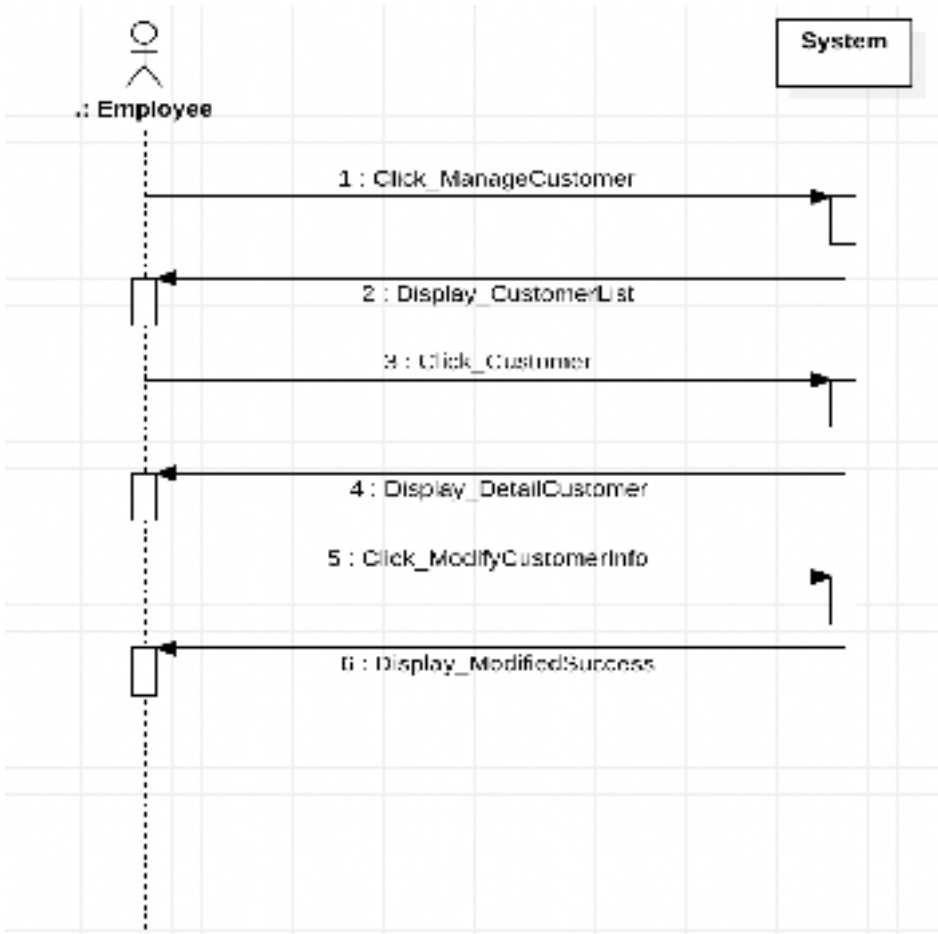 System
.: Employee
1 : Click_ManageCustomer
2 : Display_CustomerList
3 : Click_Customer
4 : Display_DetailCustomer
5 : Click_ModifyCustomerInfo
6 : Display_ModifiedSuccess